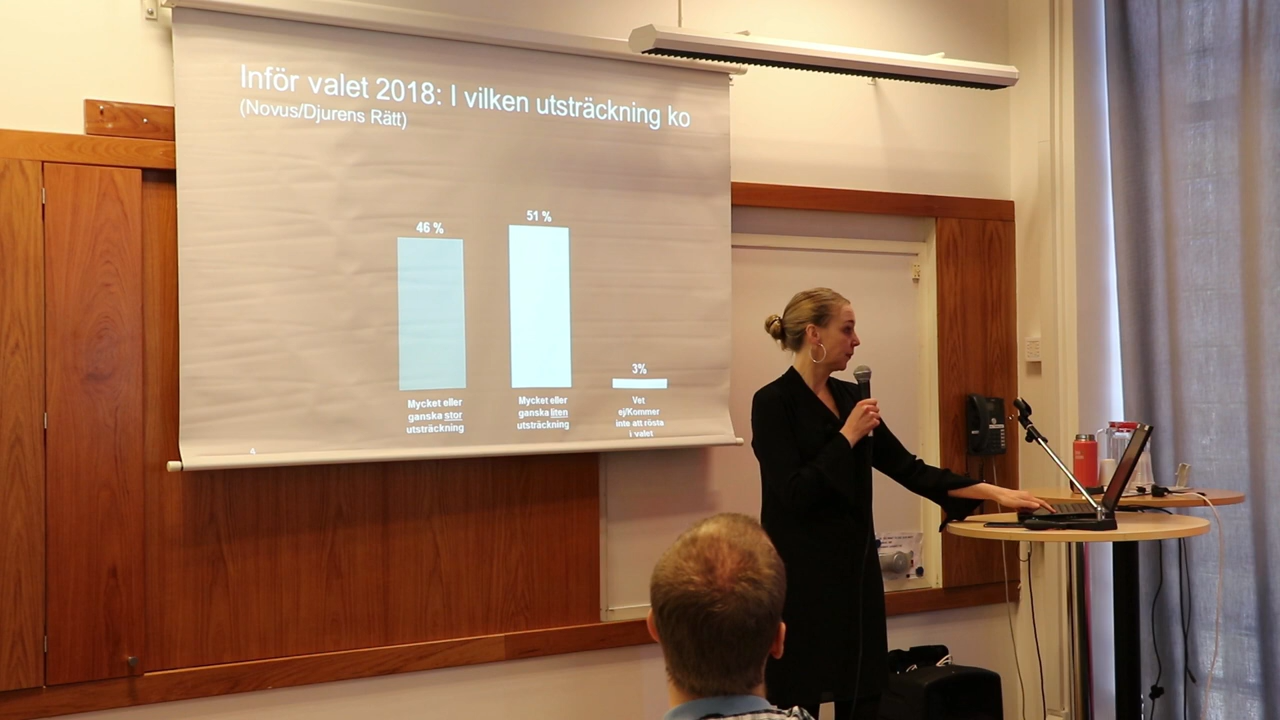 Inför valet 2018: I vilken utsträckning ko
(Novus/Djurens Rätt)
46 %
51 %
3%
Mycket eller
ganska stor
utsträckning
Mycket eller
ganska liten
utsträckning
Vet
ej/Kommer
inte att rösta
i valet
4